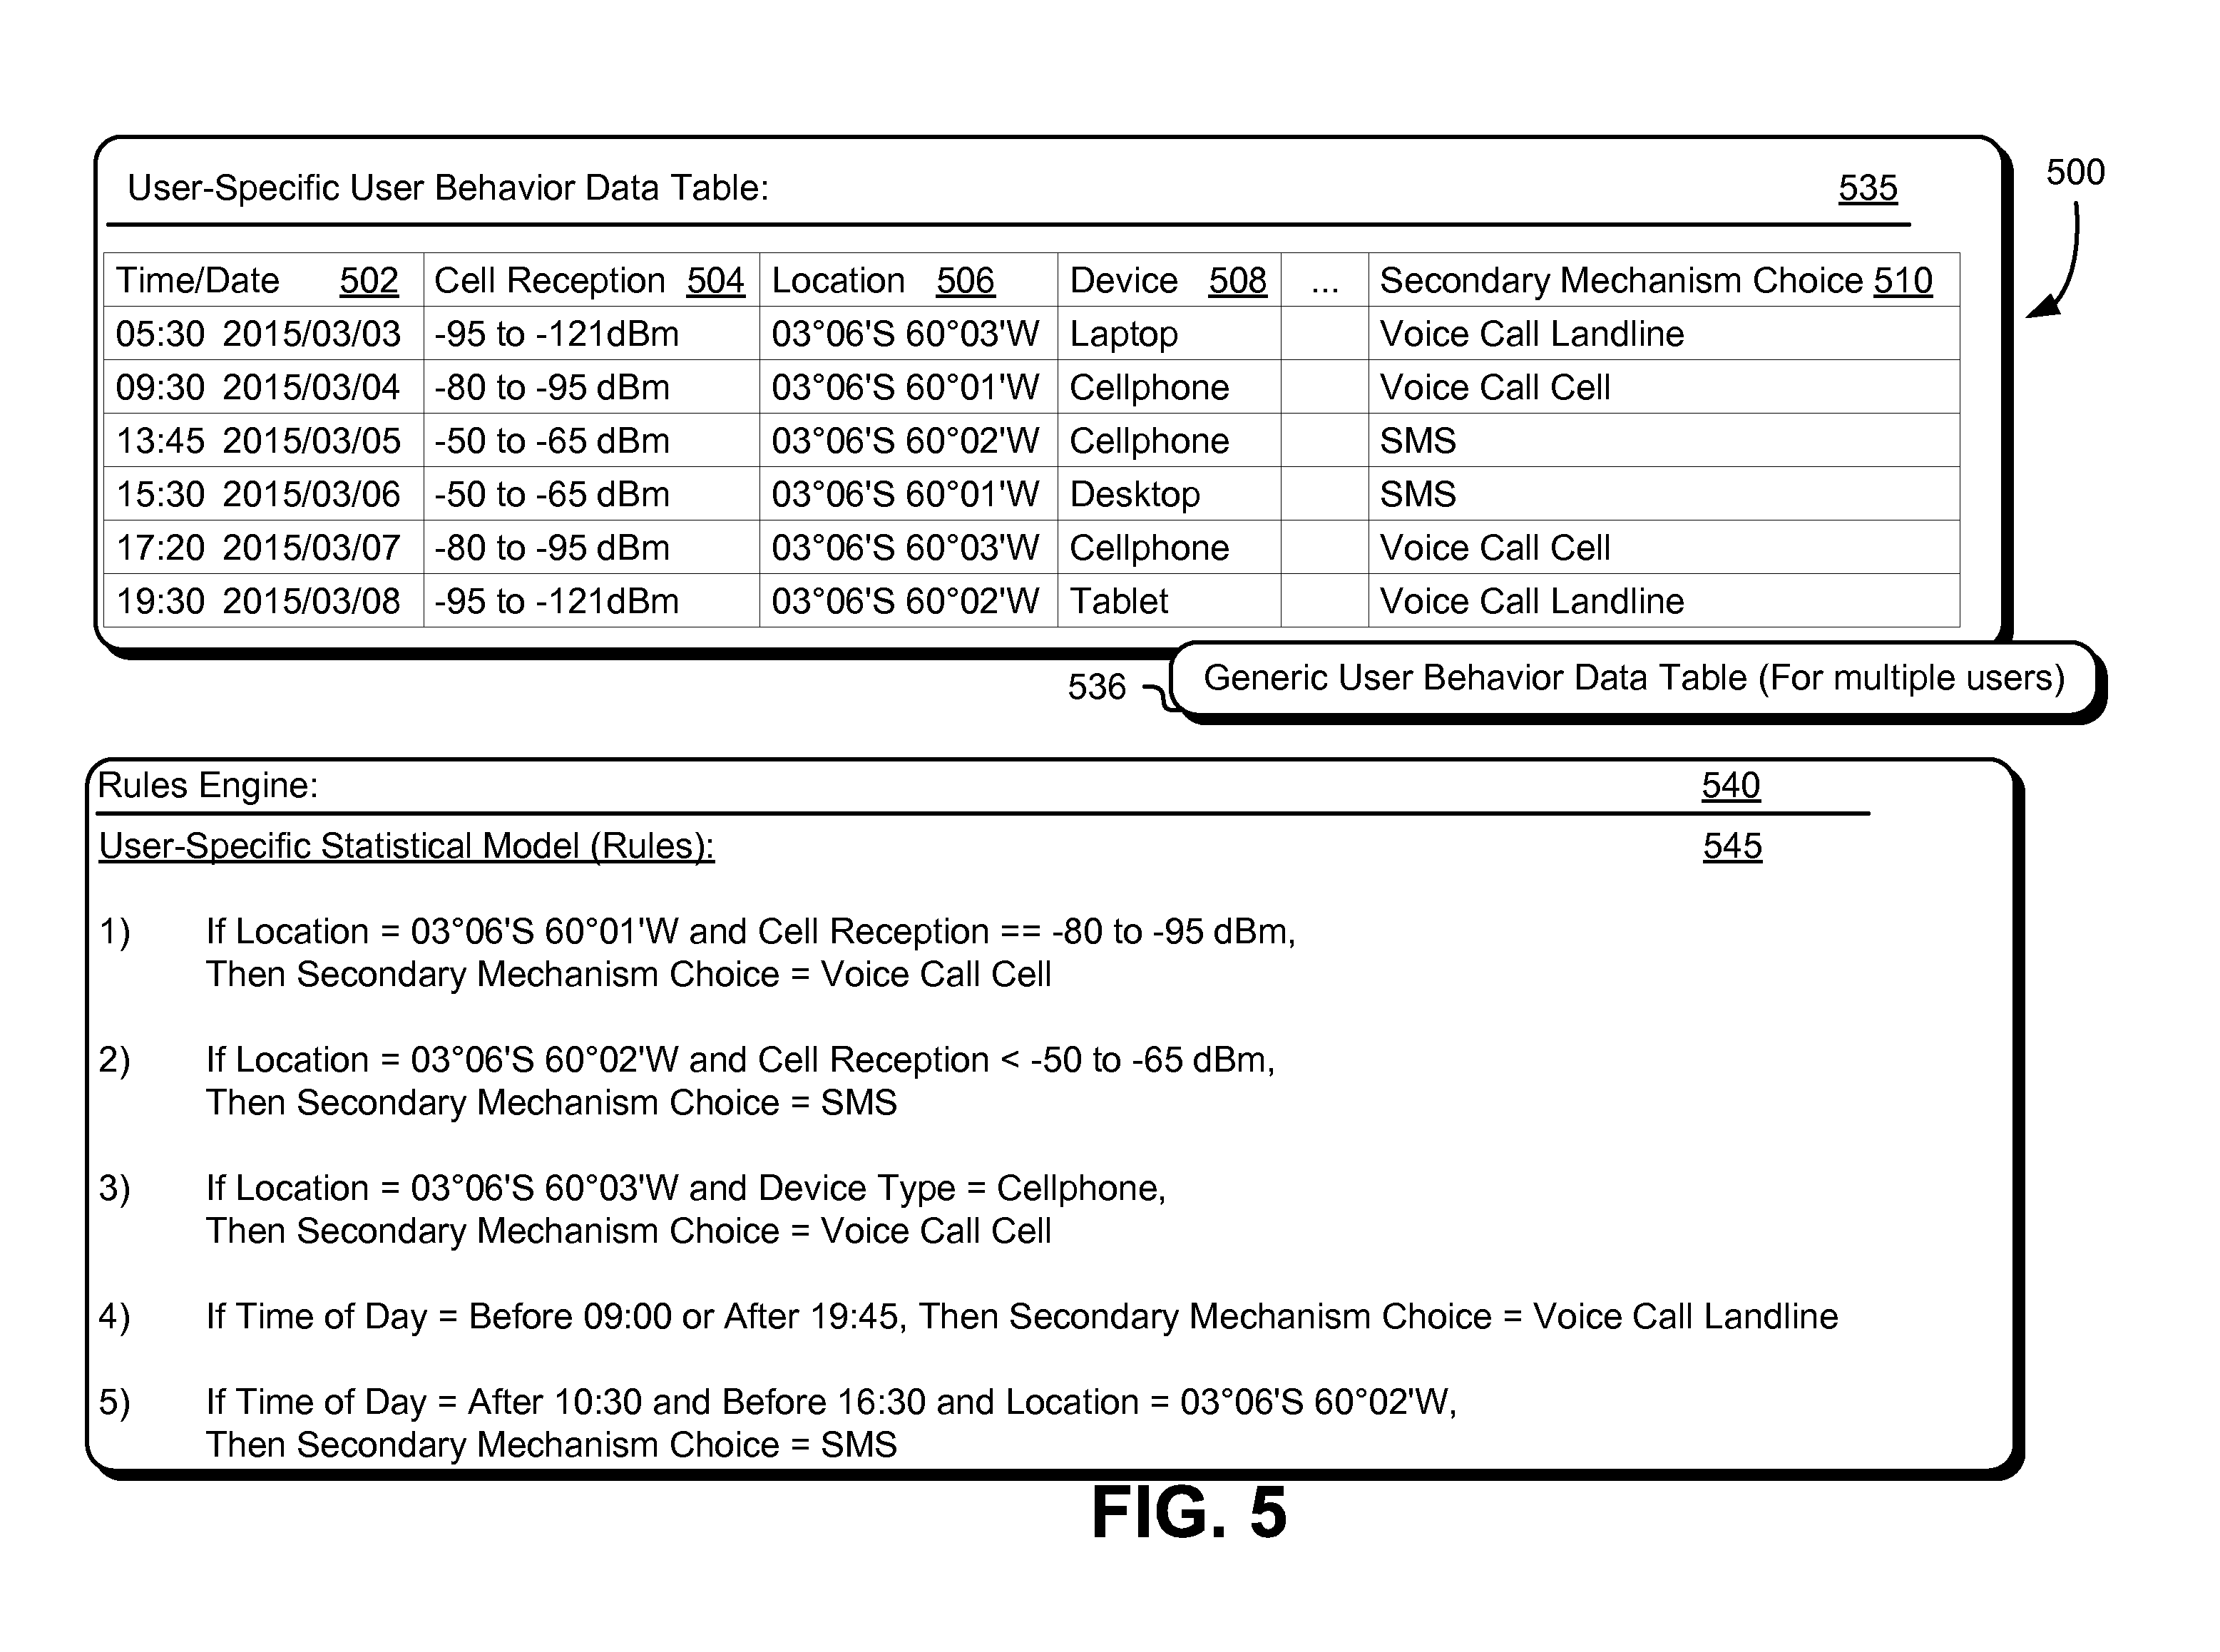 User-Specific User Behavior Data Table: 535
500
Time/Date 502 Cell Reception 504 Location 506 Device 508 ... Secondary Mechanism Choice 510
05:30 2015/03/03 -95 to -121dBm 03°06'S 60°03'W Laptop Voice Call Landline
09:30 2015/03/04 -80 to -95 dBm 03°06'S 60°01'W Cellphone Voice Call Cell
13:45 2015/03/05 -50 to -65 dBm 03°06'S 60°02'W Cellphone SMS
15:30 2015/03/06 -50 to -65 dBm 03°06'S 60°01'W Desktop SMS
17:20 2015/03/07 -80 to -95 dBm 03°06'S 60°03'W Cellphone Voice Call Cell
19:30 2015/03/08 -95 to -121dBm 03°06'S 60°02'W Tablet Voice Call Landline
536 Generic User Behavior Data Table (For multiple users)
Rules Engine: 540
User-Specific Statistical Model (Rules): 545
1) If Location = 03°06'S 60°01'W and Cell Reception == -80 to -95 dBm,
Then Secondary Mechanism Choice = Voice Call Cell
2) If Location = 03°06'S 60°02'W and Cell Reception < -50 to -65 dBm,
Then Secondary Mechanism Choice = SMS
3) If Location = 03°06'S 60°03'W and Device Type = Cellphone,
Then Secondary Mechanism Choice = Voice Call Cell
4) If Time of Day = Before 09:00 or After 19:45, Then Secondary Mechanism Choice = Voice Call Landline
5) If Time of Day = After 10:30 and Before 16:30 and Location = 03°06'S 60°02'W,
Then Secondary Mechanism Choice = SMS
FIG. 5